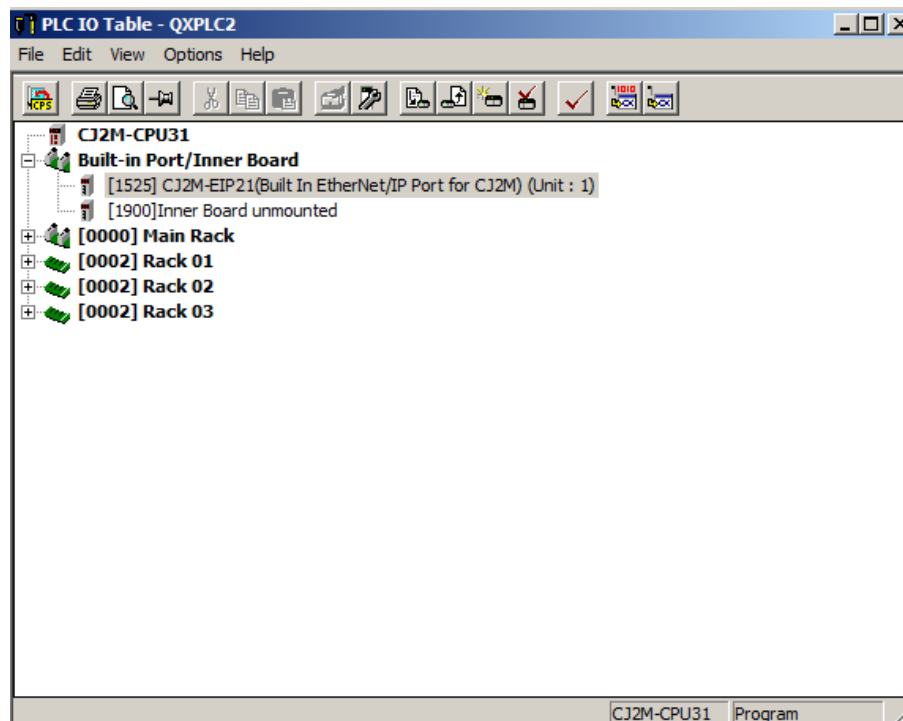 PLC IO Table - QXPLC2
File Edit View Options Help
CPS
CJ2M-CPU31
Built-in Port/Inner Board
[1525] CJ2M-EIP21(Built In EtherNet/IP Port for CJ2M) (Unit : 1)
[1900]Inner Board unmounted
[0000] Main Rack
[0002] Rack 01
[0002] Rack 02
[0002] Rack 03
CJ2M-CPU31 Program